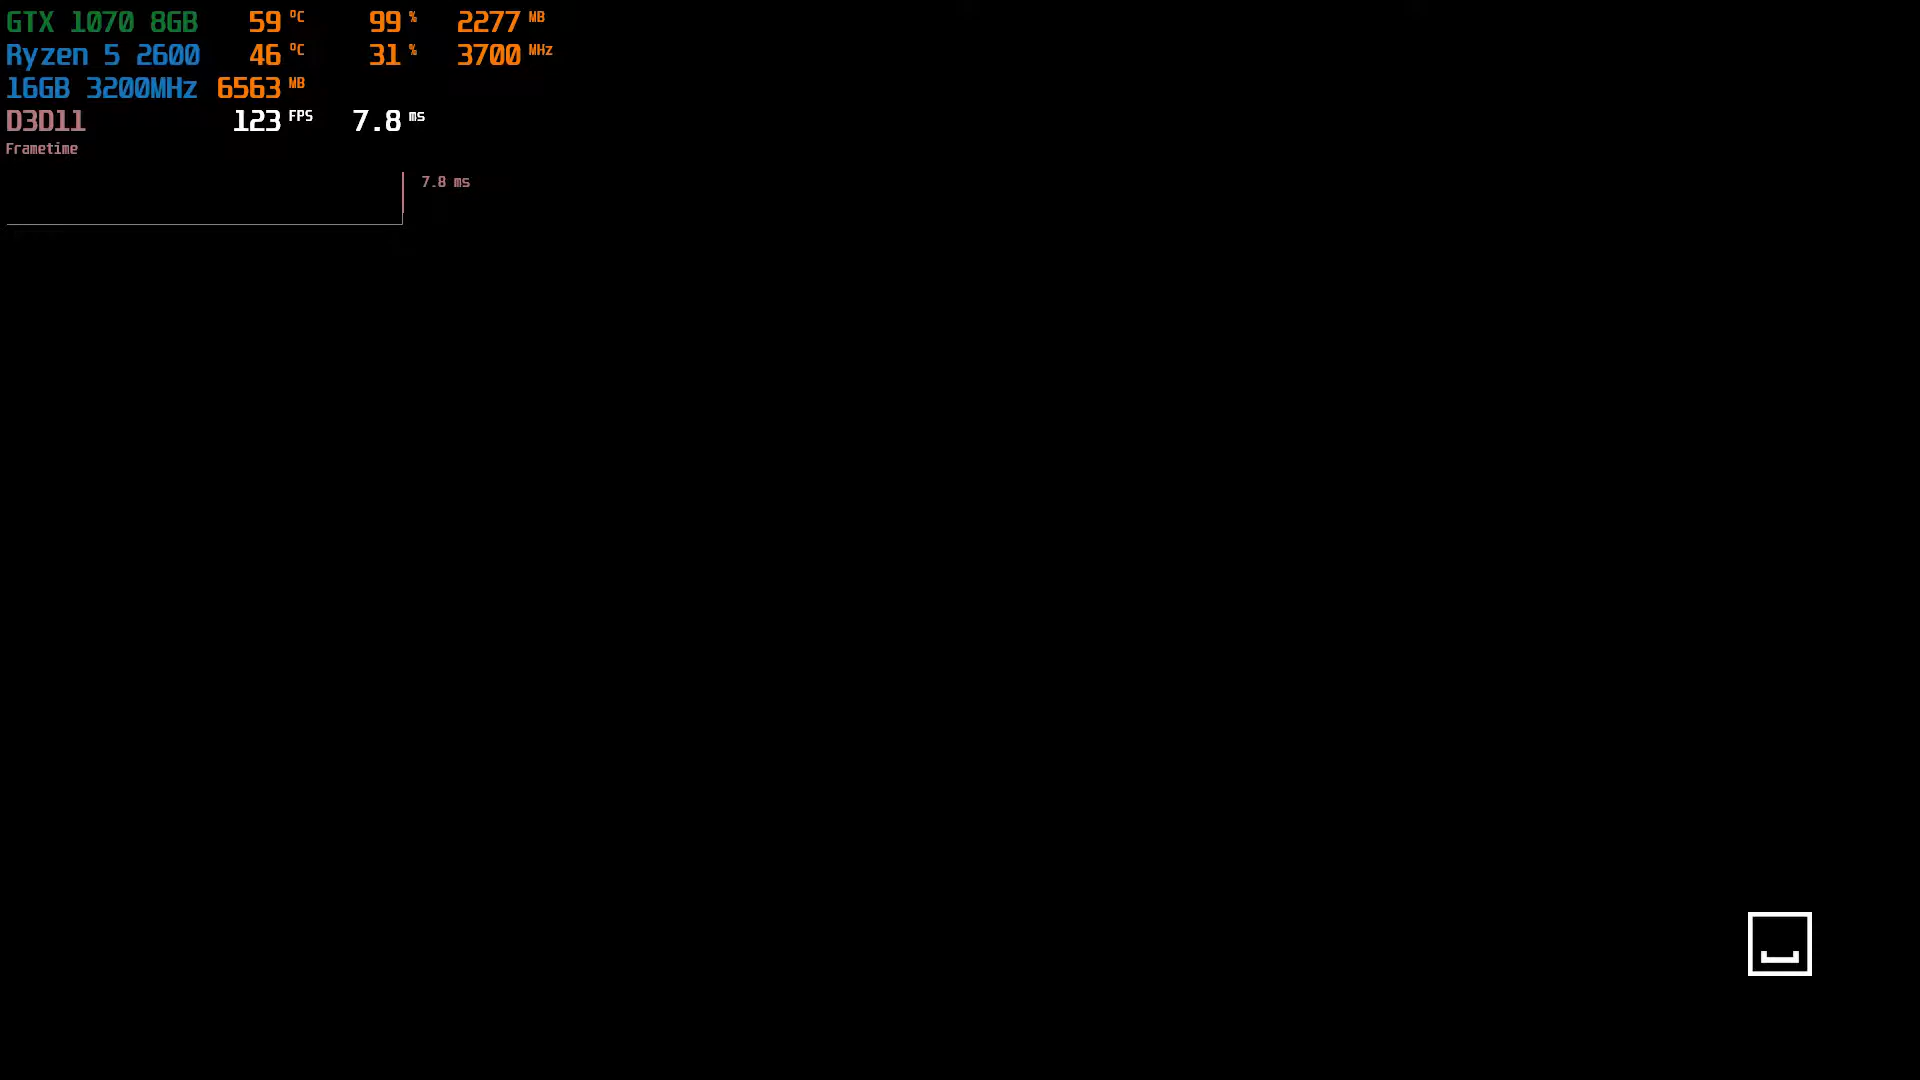 GTX 1070 8GB 59 °C 99 % 2277 MB
Ryzen 5 2600 46 °C 31 % 3700 MHz
16GB 3200MHz 6563 MB
D3D11 123 FPS 7.8 ms
Frametime
7.8 ms